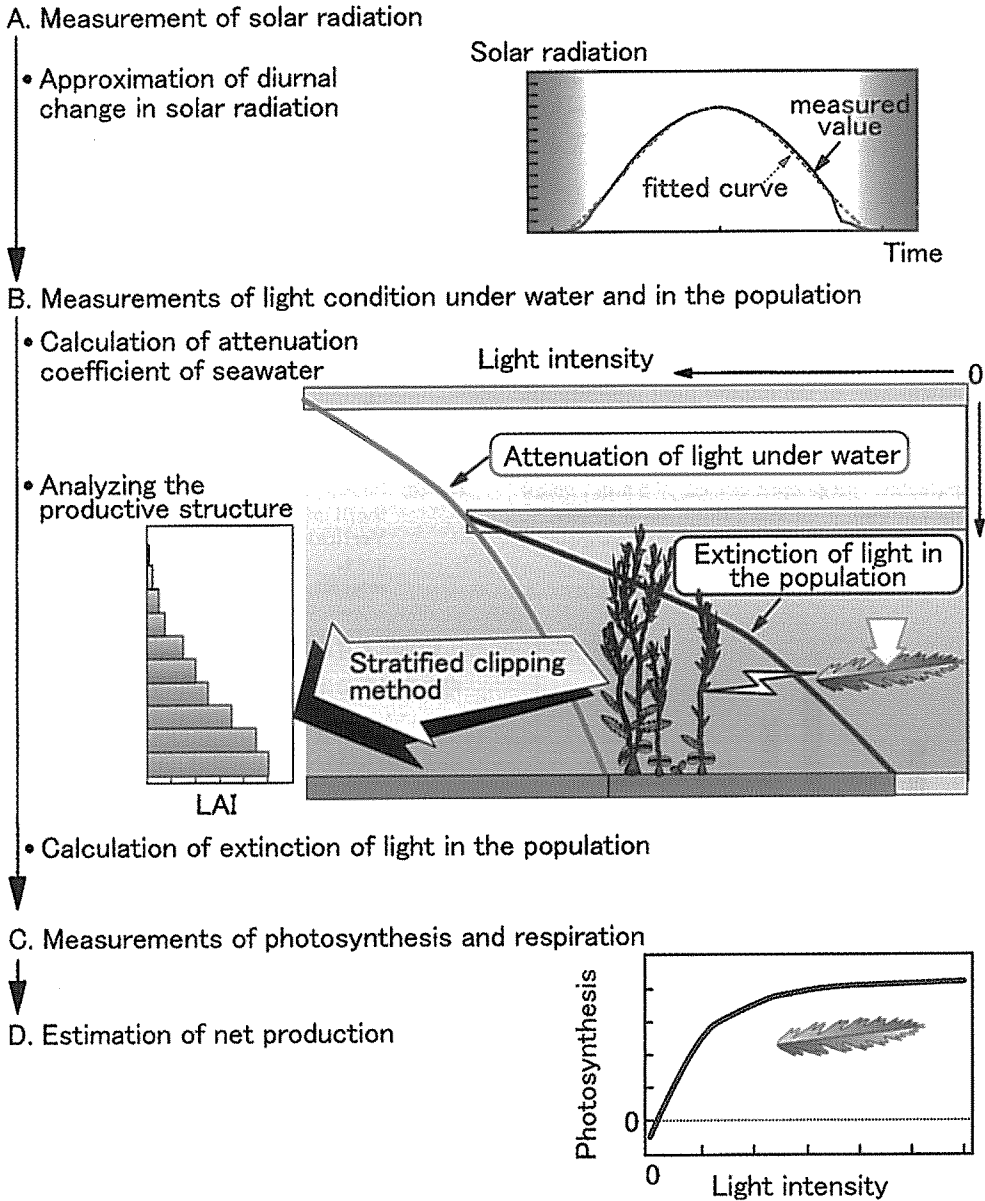 A. Measurement of solar radiation
• Approximation of diurnal
change in solar radiation
Solar radiation
measured
value
fitted curve
Time
B. Measurements of light condition under water and in the population
• Calculation of attenuation
coefficient of seawater
Light intensity
0
Attenuation of light under water
• Analyzing the
productive structure
Extinction of light in
the population
Stratified clipping
method
LAI
• Calculation of extinction of light in the population
C. Measurements of photosynthesis and respiration
D. Estimation of net production
Photosynthesis
0
0
Light intensity